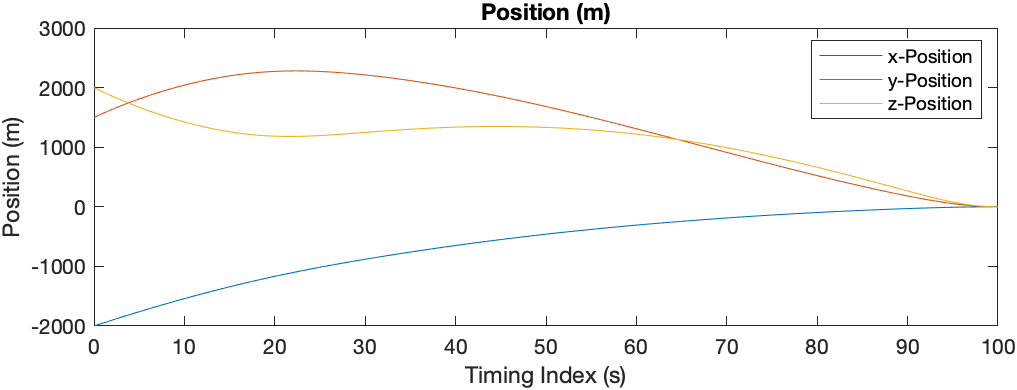 Position (m)
3000
2000
1000
0
-1000
-2000
Position (m)
x-Position
y-Position
z-Position
0 10 20 30 40 50 60 70 80 90 100
Timing Index (s)